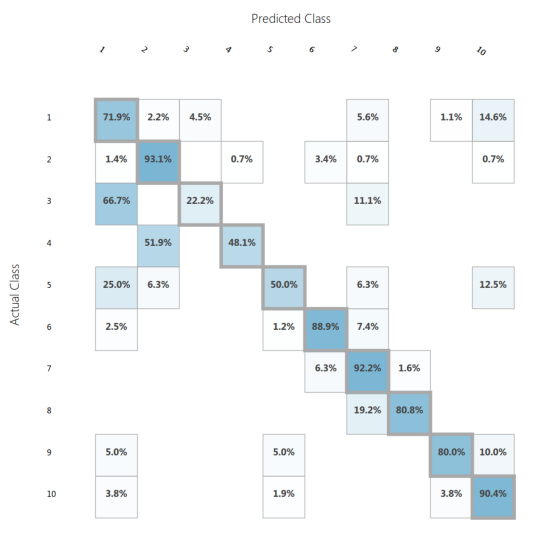 Predicted Class
1 2 3 4 5 6 7 8 9 10
Actual Class
1 71.9% 2.2% 4.5% 5.6% 1.1% 14.6%
2 1.4% 93.1% 0.7% 3.4% 0.7% 0.7%
3 66.7% 22.2% 11.1%
4 51.9% 48.1%
5 25.0% 6.3% 50.0% 6.3% 12.5%
6 2.5% 1.2% 88.9% 7.4%
7 6.3% 92.2% 1.6%
8 19.2% 80.8%
9 5.0% 5.0% 80.0% 10.0%
10 3.8% 1.9% 3.8% 90.4%